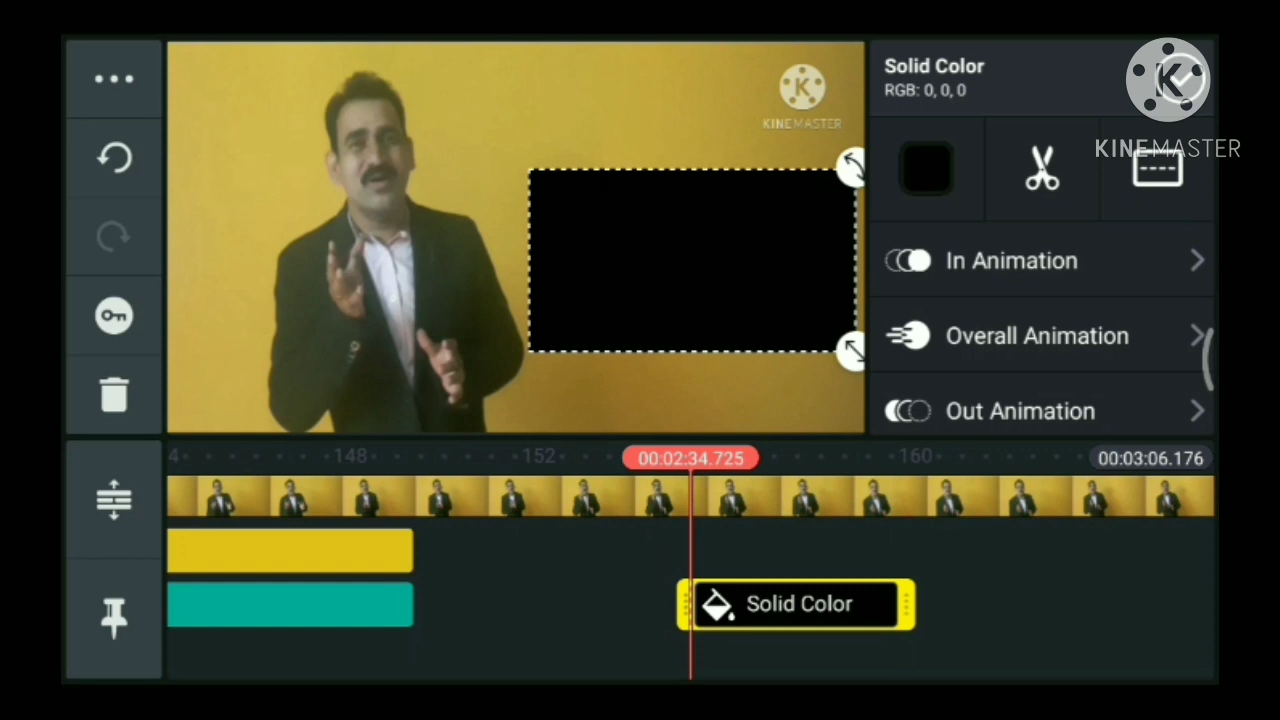 KINEMASTER
Solid Color
RGB: 0, 0, 0
KINEMASTER
In Animation
Overall Animation
Out Animation
4
148
152
00:02:34.725
160
00:03:06.176
Solid Color